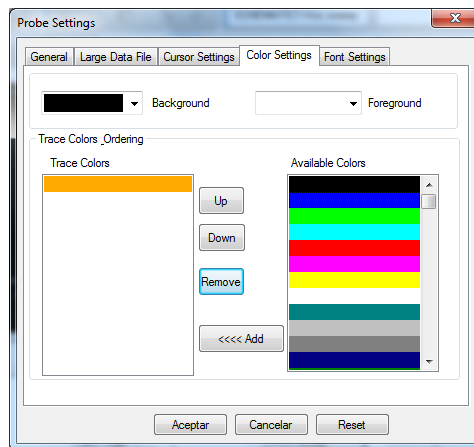 Probe Settings
General Large Data File Cursor Settings Color Settings Font Settings
Background Foreground
Trace Colors _Ordering
Trace Colors Available Colors
Up
Down
Remove
<<<< Add
Aceptar Cancelar Reset